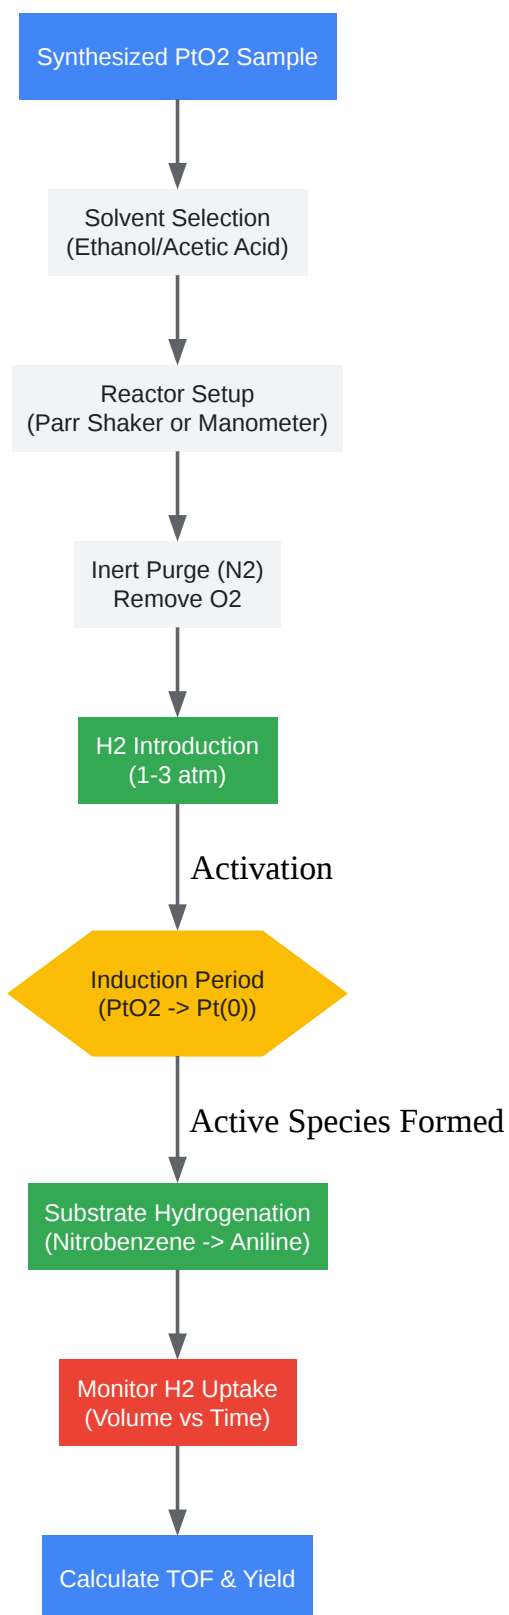 Synthesized PtO2 Sample
Solvent Selection
(Ethanol/Acetic Acid)
Reactor Setup
(Parr Shaker or Manometer)
Inert Purge (N2)
Remove O2
H2 Introduction
(1-3 atm)
Activation
Induction Period
(PtO2 -> Pt(0))
Active Species Formed
Substrate Hydrogenation
(Nitrobenzene -> Aniline)
Monitor H2 Uptake
(Volume vs Time)
Calculate TOF & Yield